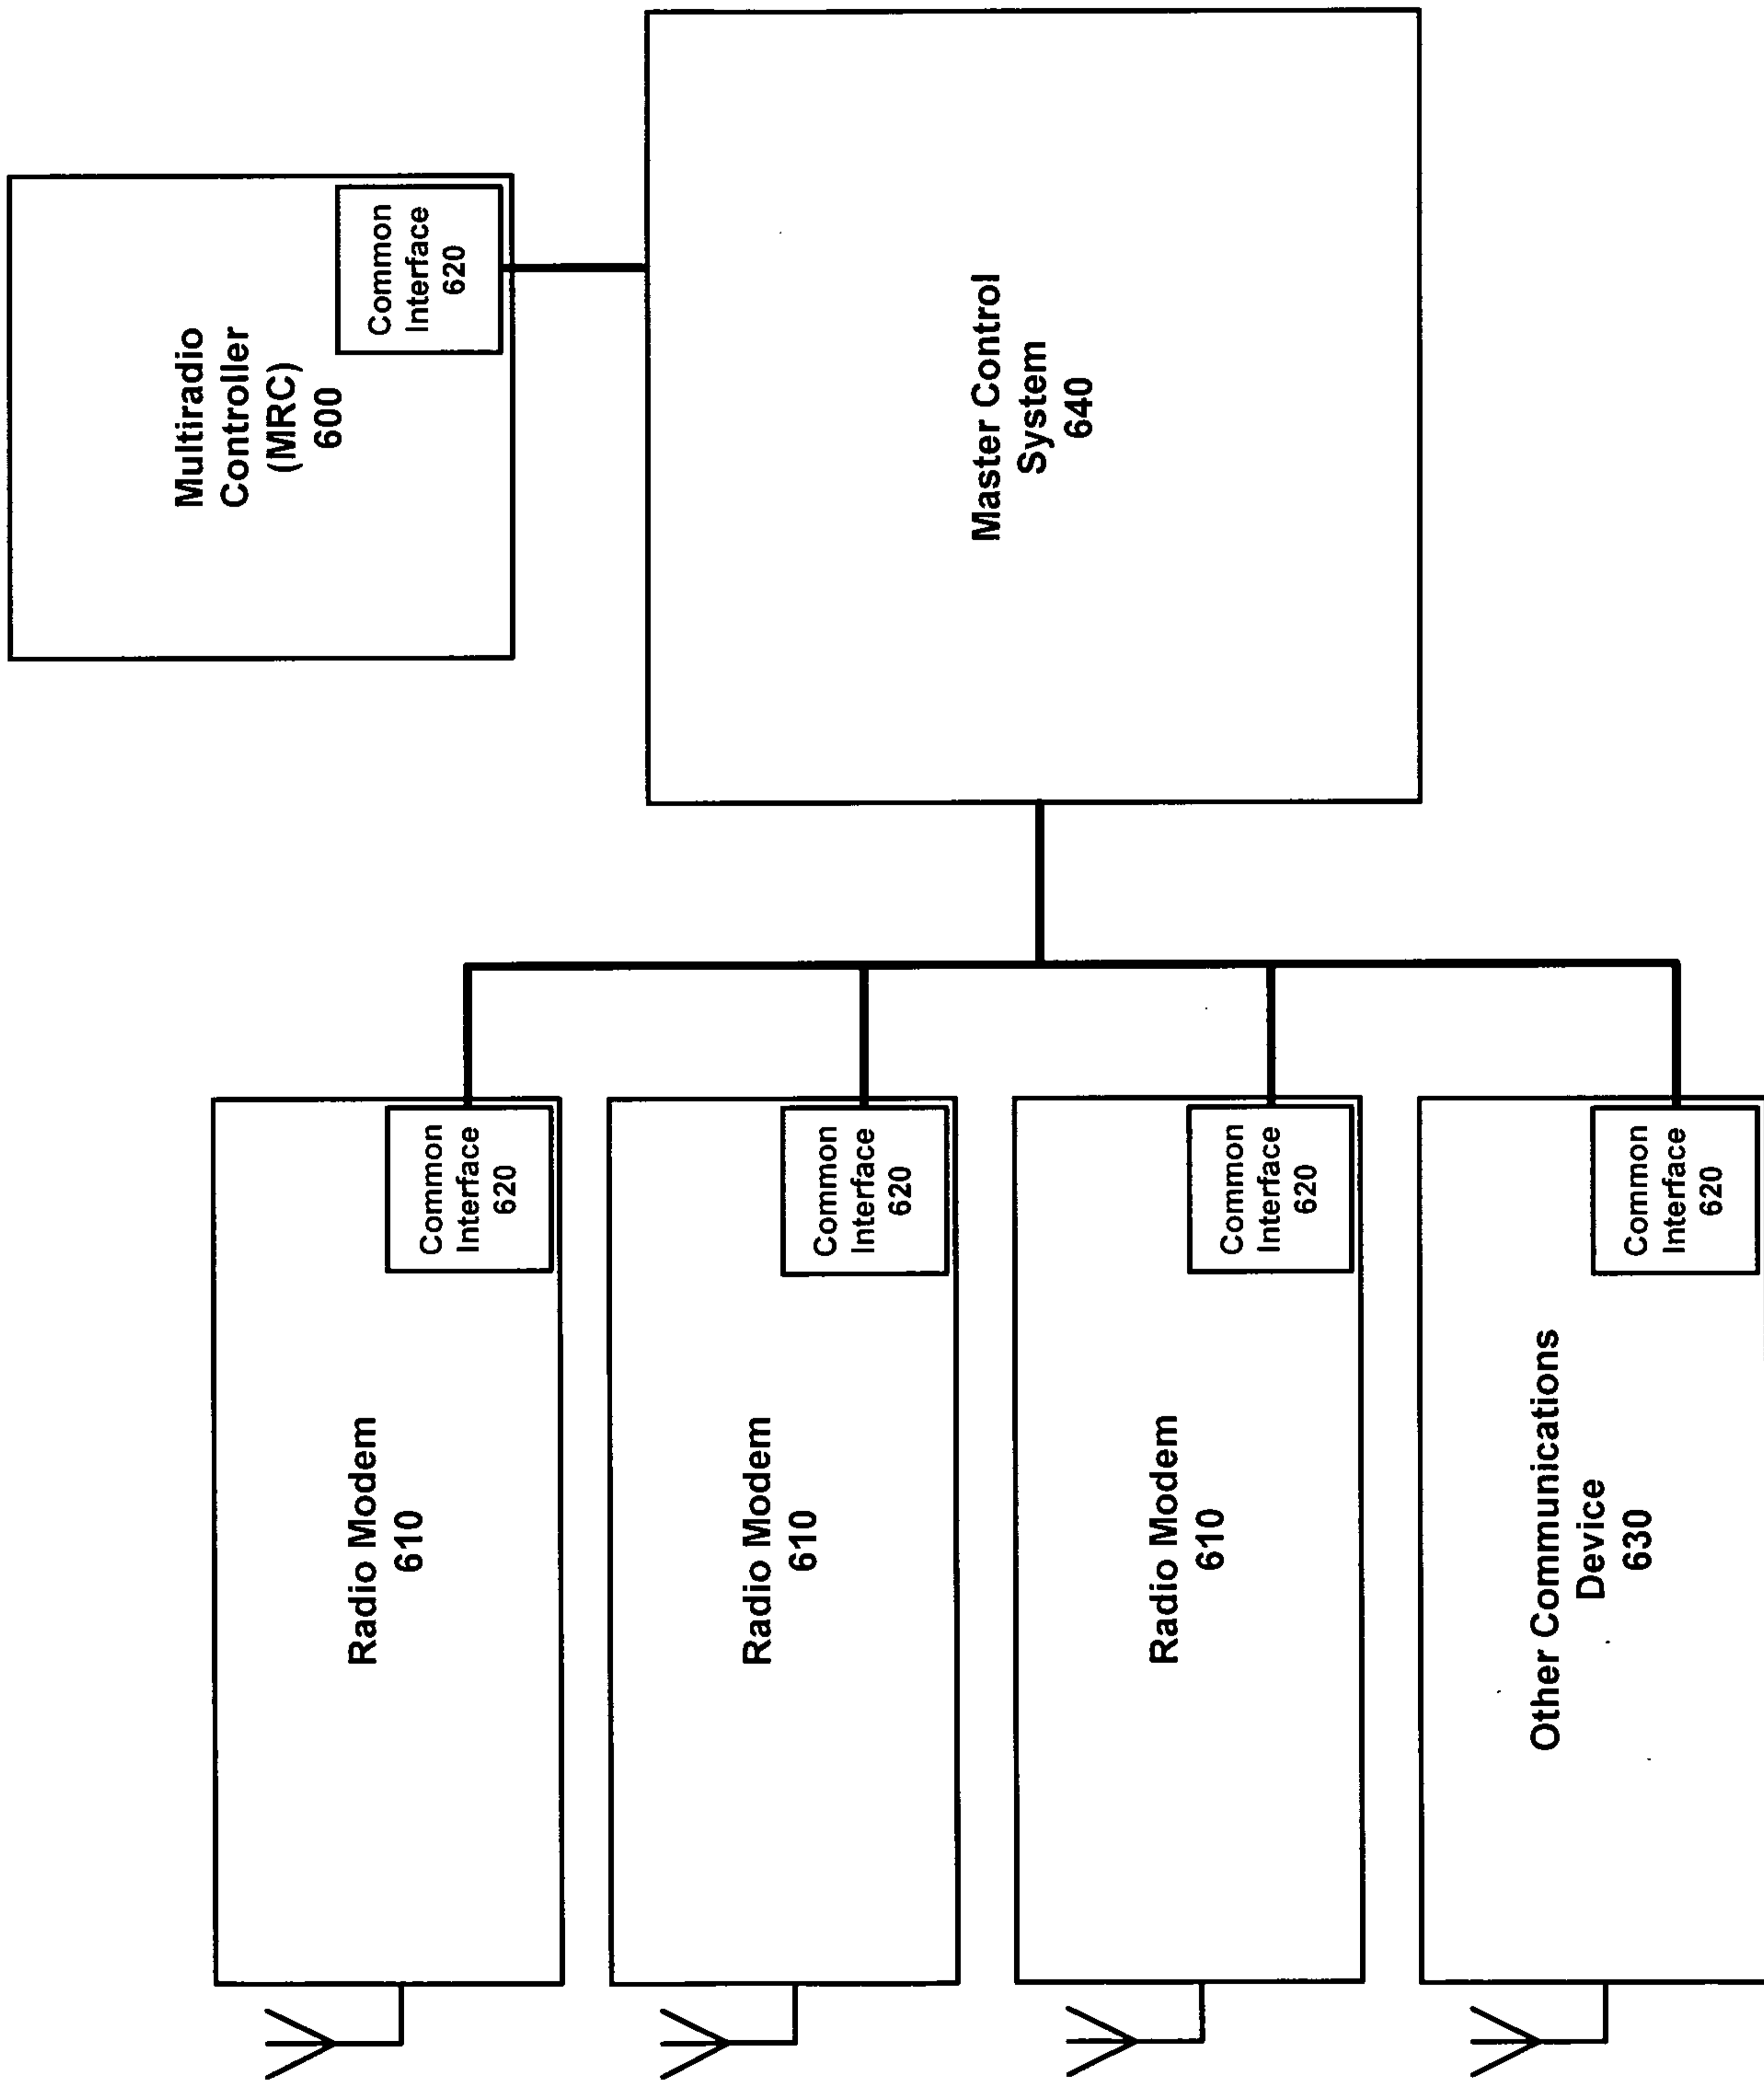 Radio Modem
610
Common
Interface
620
Radio Modem
610
Common
Interface
620
Radio Modem
610
Common
Interface
620
Other Communications
Device
630
Common
Interface
620
Multiradio
Controller
(MRC)
600
Common
Interface
620
Master Control
System
640